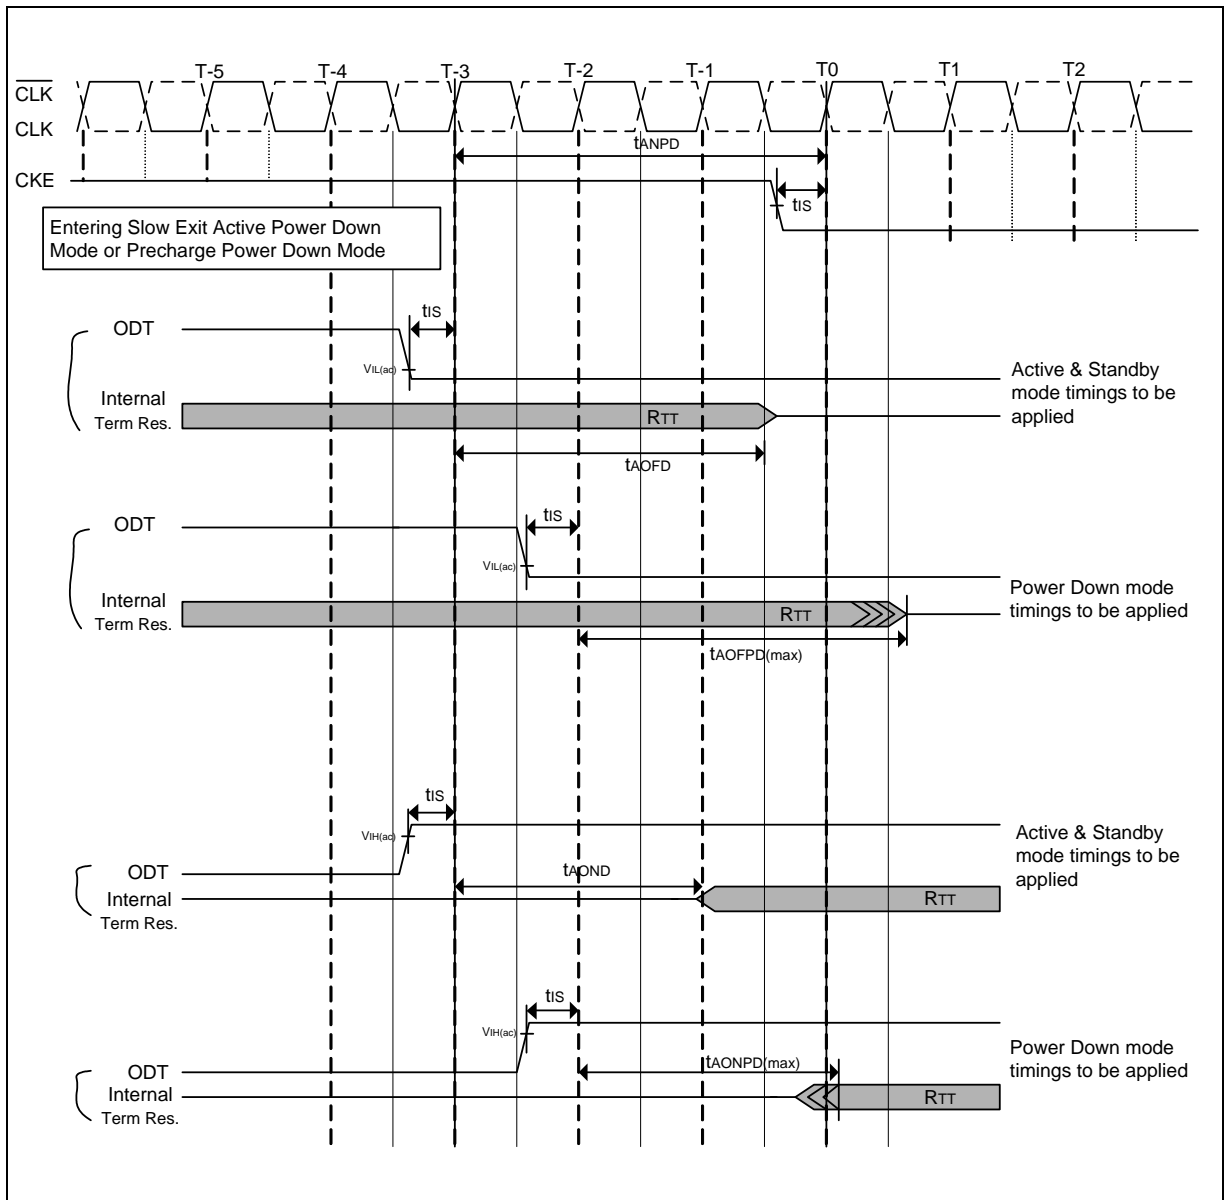 T-5 T-4 T-3 T-2 T-1 T0 T1 T2
CLK
CLK
tANPD
CKE
tIS
Entering Slow Exit Active Power Down
Mode or Precharge Power Down Mode
tIS
ODT
VIL(ac)
Active & Standby
mode timings to be
applied
Internal
Term Res.
RTT
tAOFD
tIS
ODT
VIL(ac)
Power Down mode
timings to be applied
Internal
Term Res.
RTT
tAOFPD(max)
tIS
VIH(ac)
Active & Standby
mode timings to be
applied
ODT
tAOND
Internal
Term Res.
RTT
tIS
VIH(ac)
Power Down mode
timings to be applied
tAONPD(max)
ODT
Internal
Term Res.
RTT